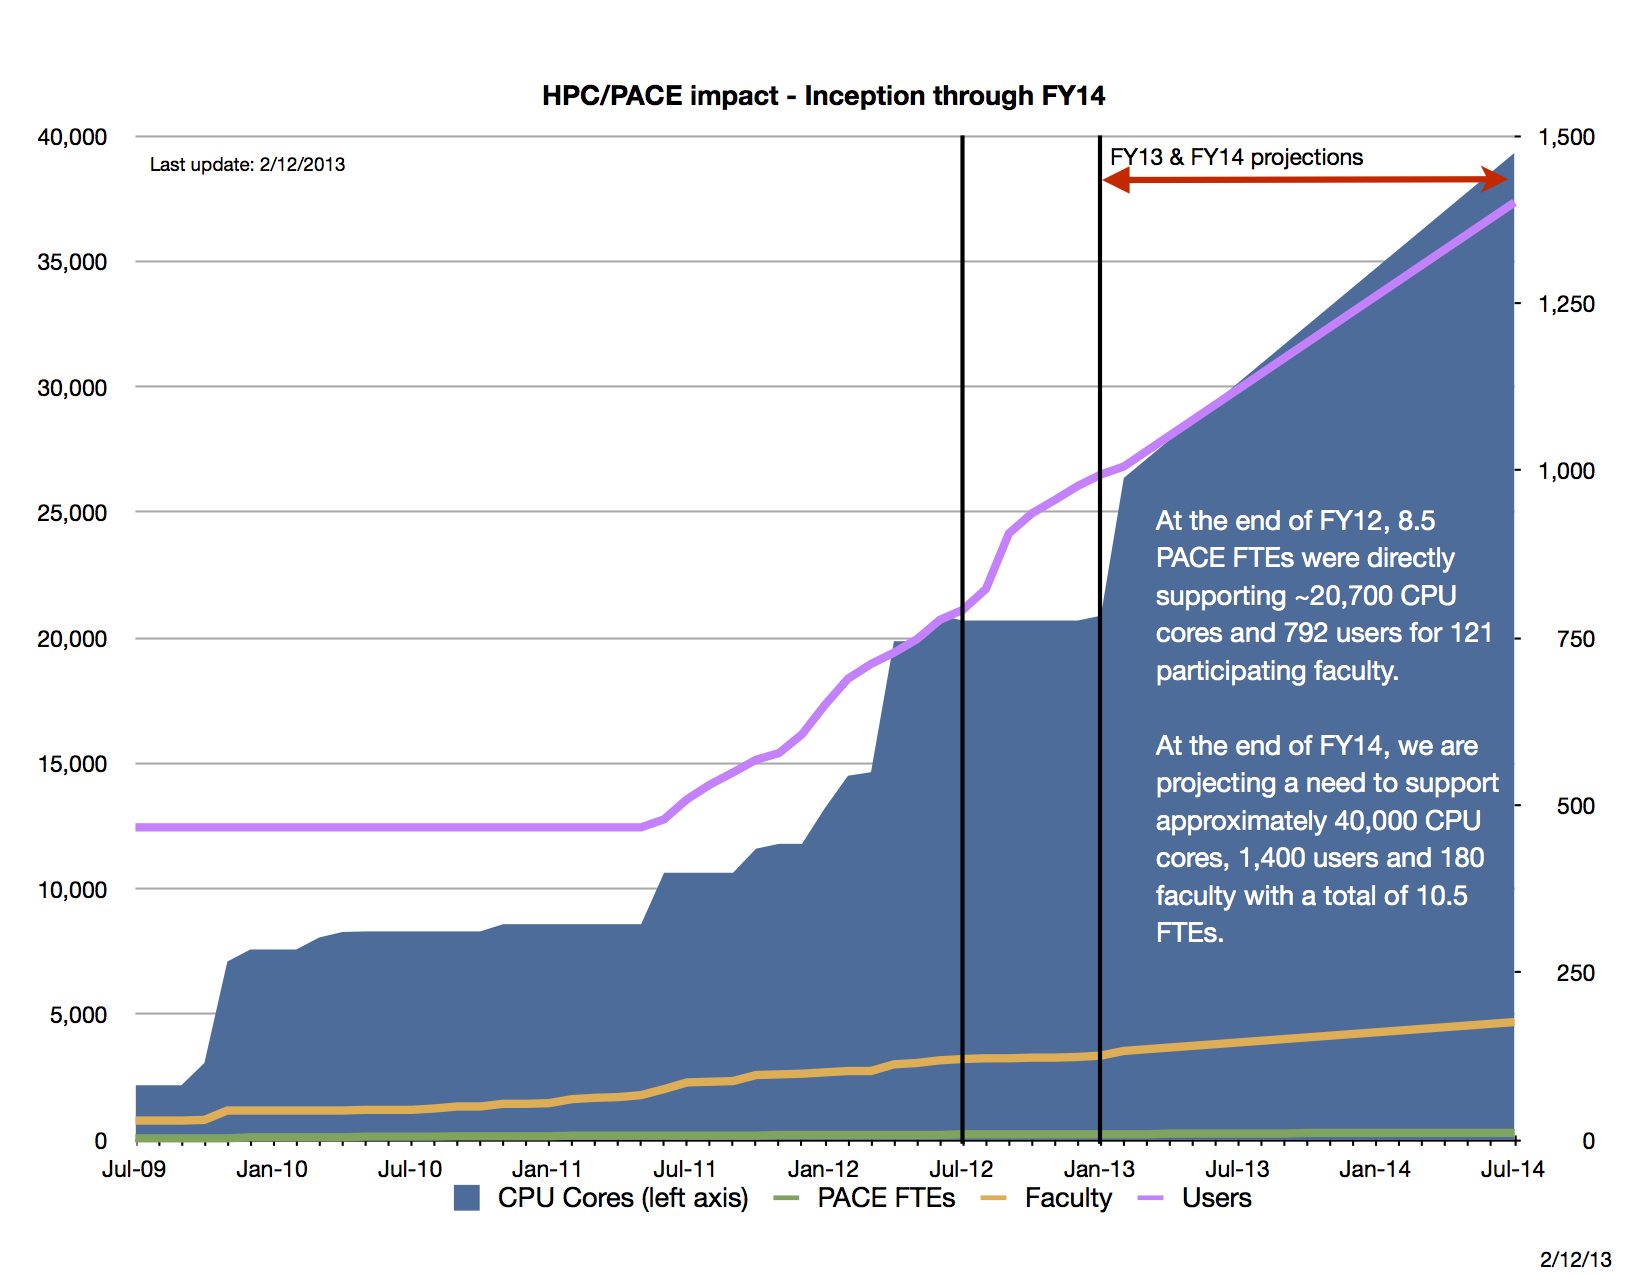 HPC/PACE impact - Inception through FY14
40,000
35,000
30,000
25,000
20,000
15,000
10,000
5,000
0
Last update: 2/12/2013
FY13 & FY14 projections
1,500
1,250
1,000
750
500
250
0
At the end of FY12, 8.5
PACE FTEs were directly
supporting ~20,700 CPU
cores and 792 users for 121
participating faculty.
At the end of FY14, we are
projecting a need to support
approximately 40,000 CPU
cores, 1,400 users and 180
faculty with a total of 10.5
FTEs.
Jul-09 Jan-10 Jul-10 Jan-11 Jul-11 Jan-12 Jul-12 Jan-13 Jul-13 Jan-14 Jul-14
CPU Cores (left axis) PACE FTEs Faculty Users
2/12/13